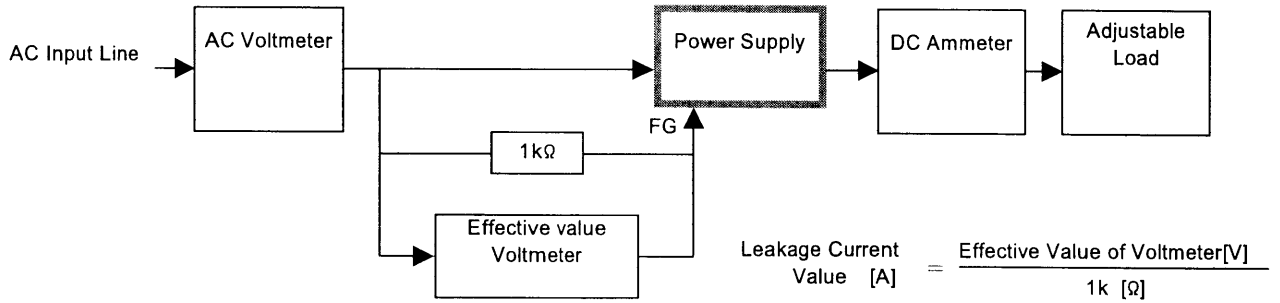 AC Input Line
AC Voltmeter
Power Supply
DC Ammeter
Adjustable
Load
FG
1kΩ
Effective value
Voltmeter
Leakage Current
Value [A]
=
Effective Value of Voltmeter[V]
1k [Ω]